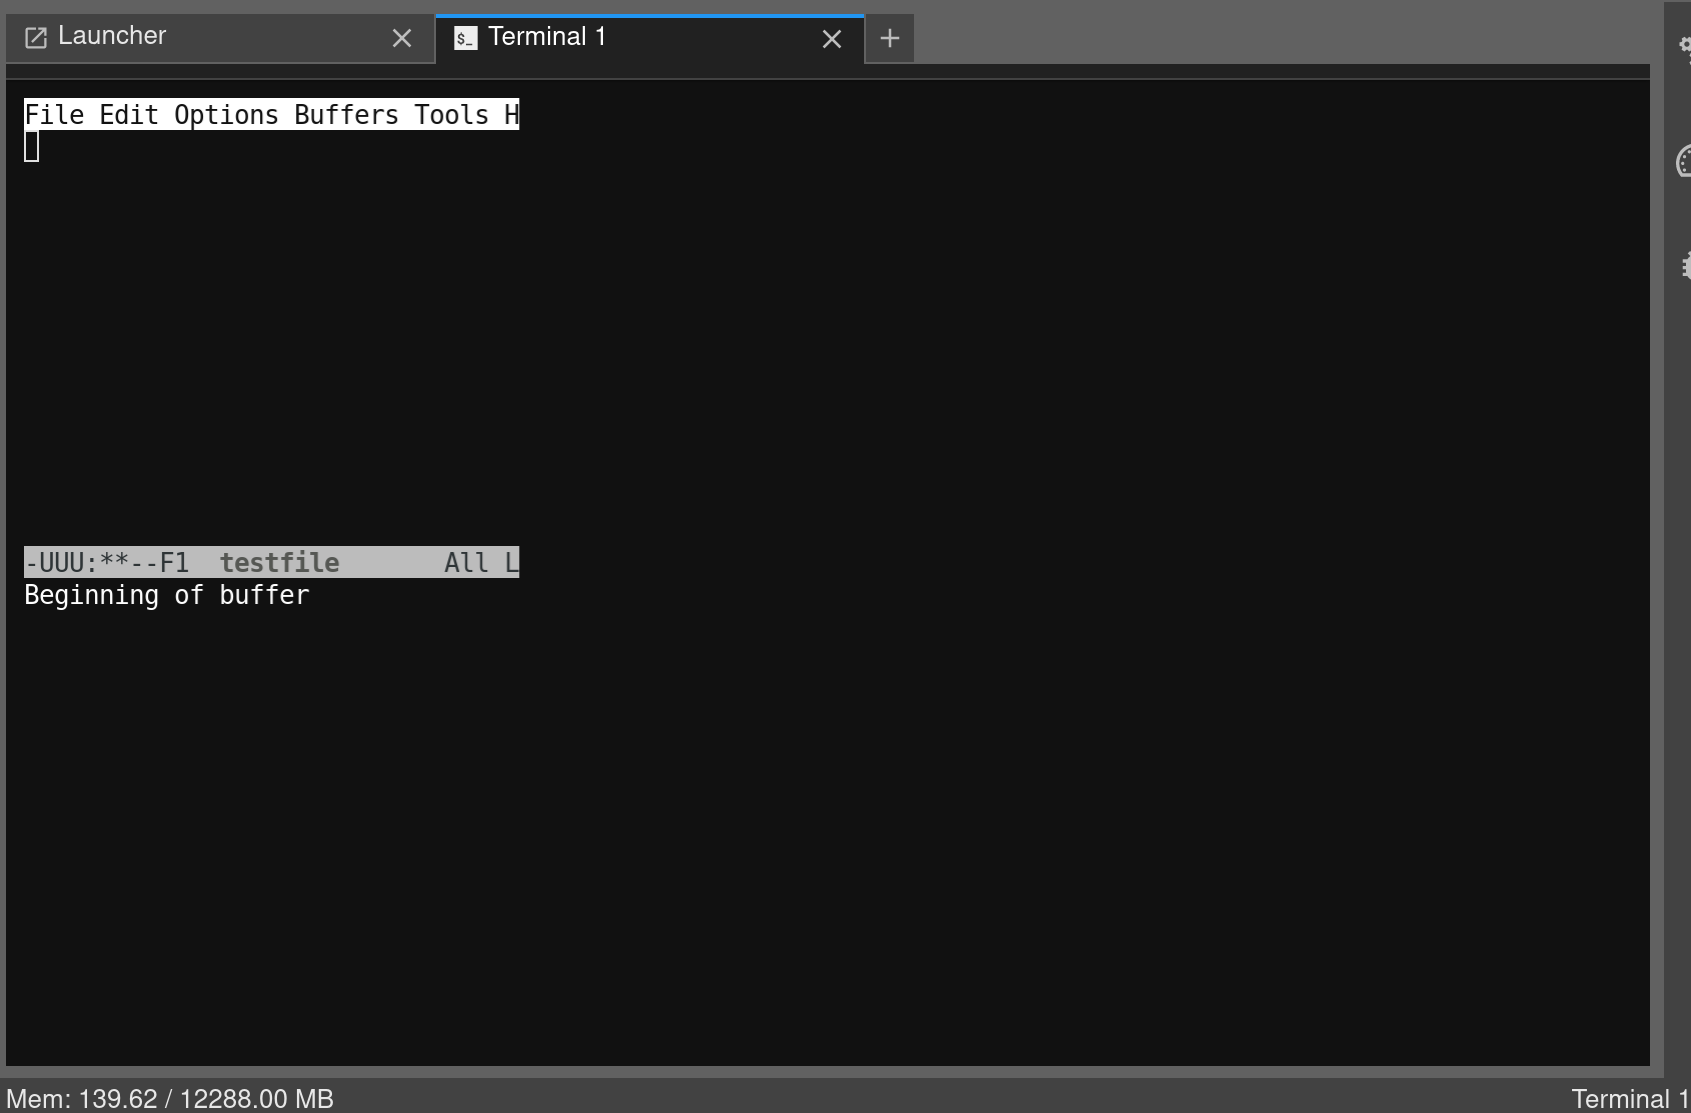 Launcher
$_ Terminal 1
File Edit Options Buffers Tools H
-UUU:**--F1  testfile       All L
Beginning of buffer
Mem: 139.62 / 12288.00 MB
Terminal 1